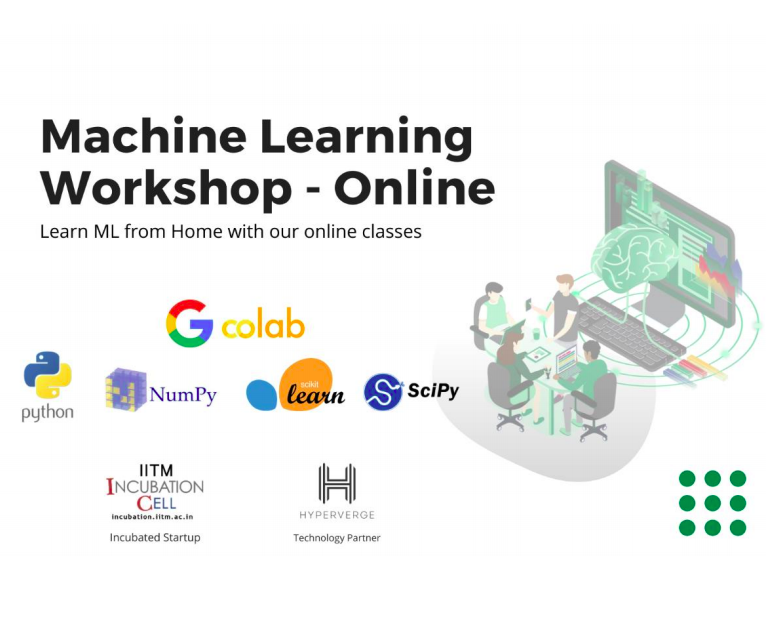 Machine Learning
Workshop - Online
Learn ML from Home with our online classes
G colab
python
NumPy
scikit
learn
S SciPy
IITM
INCUBATION
CELL
incubation.iitm.ac.in
Incubated Startup
H
HYPERVERGE
Technology Partner